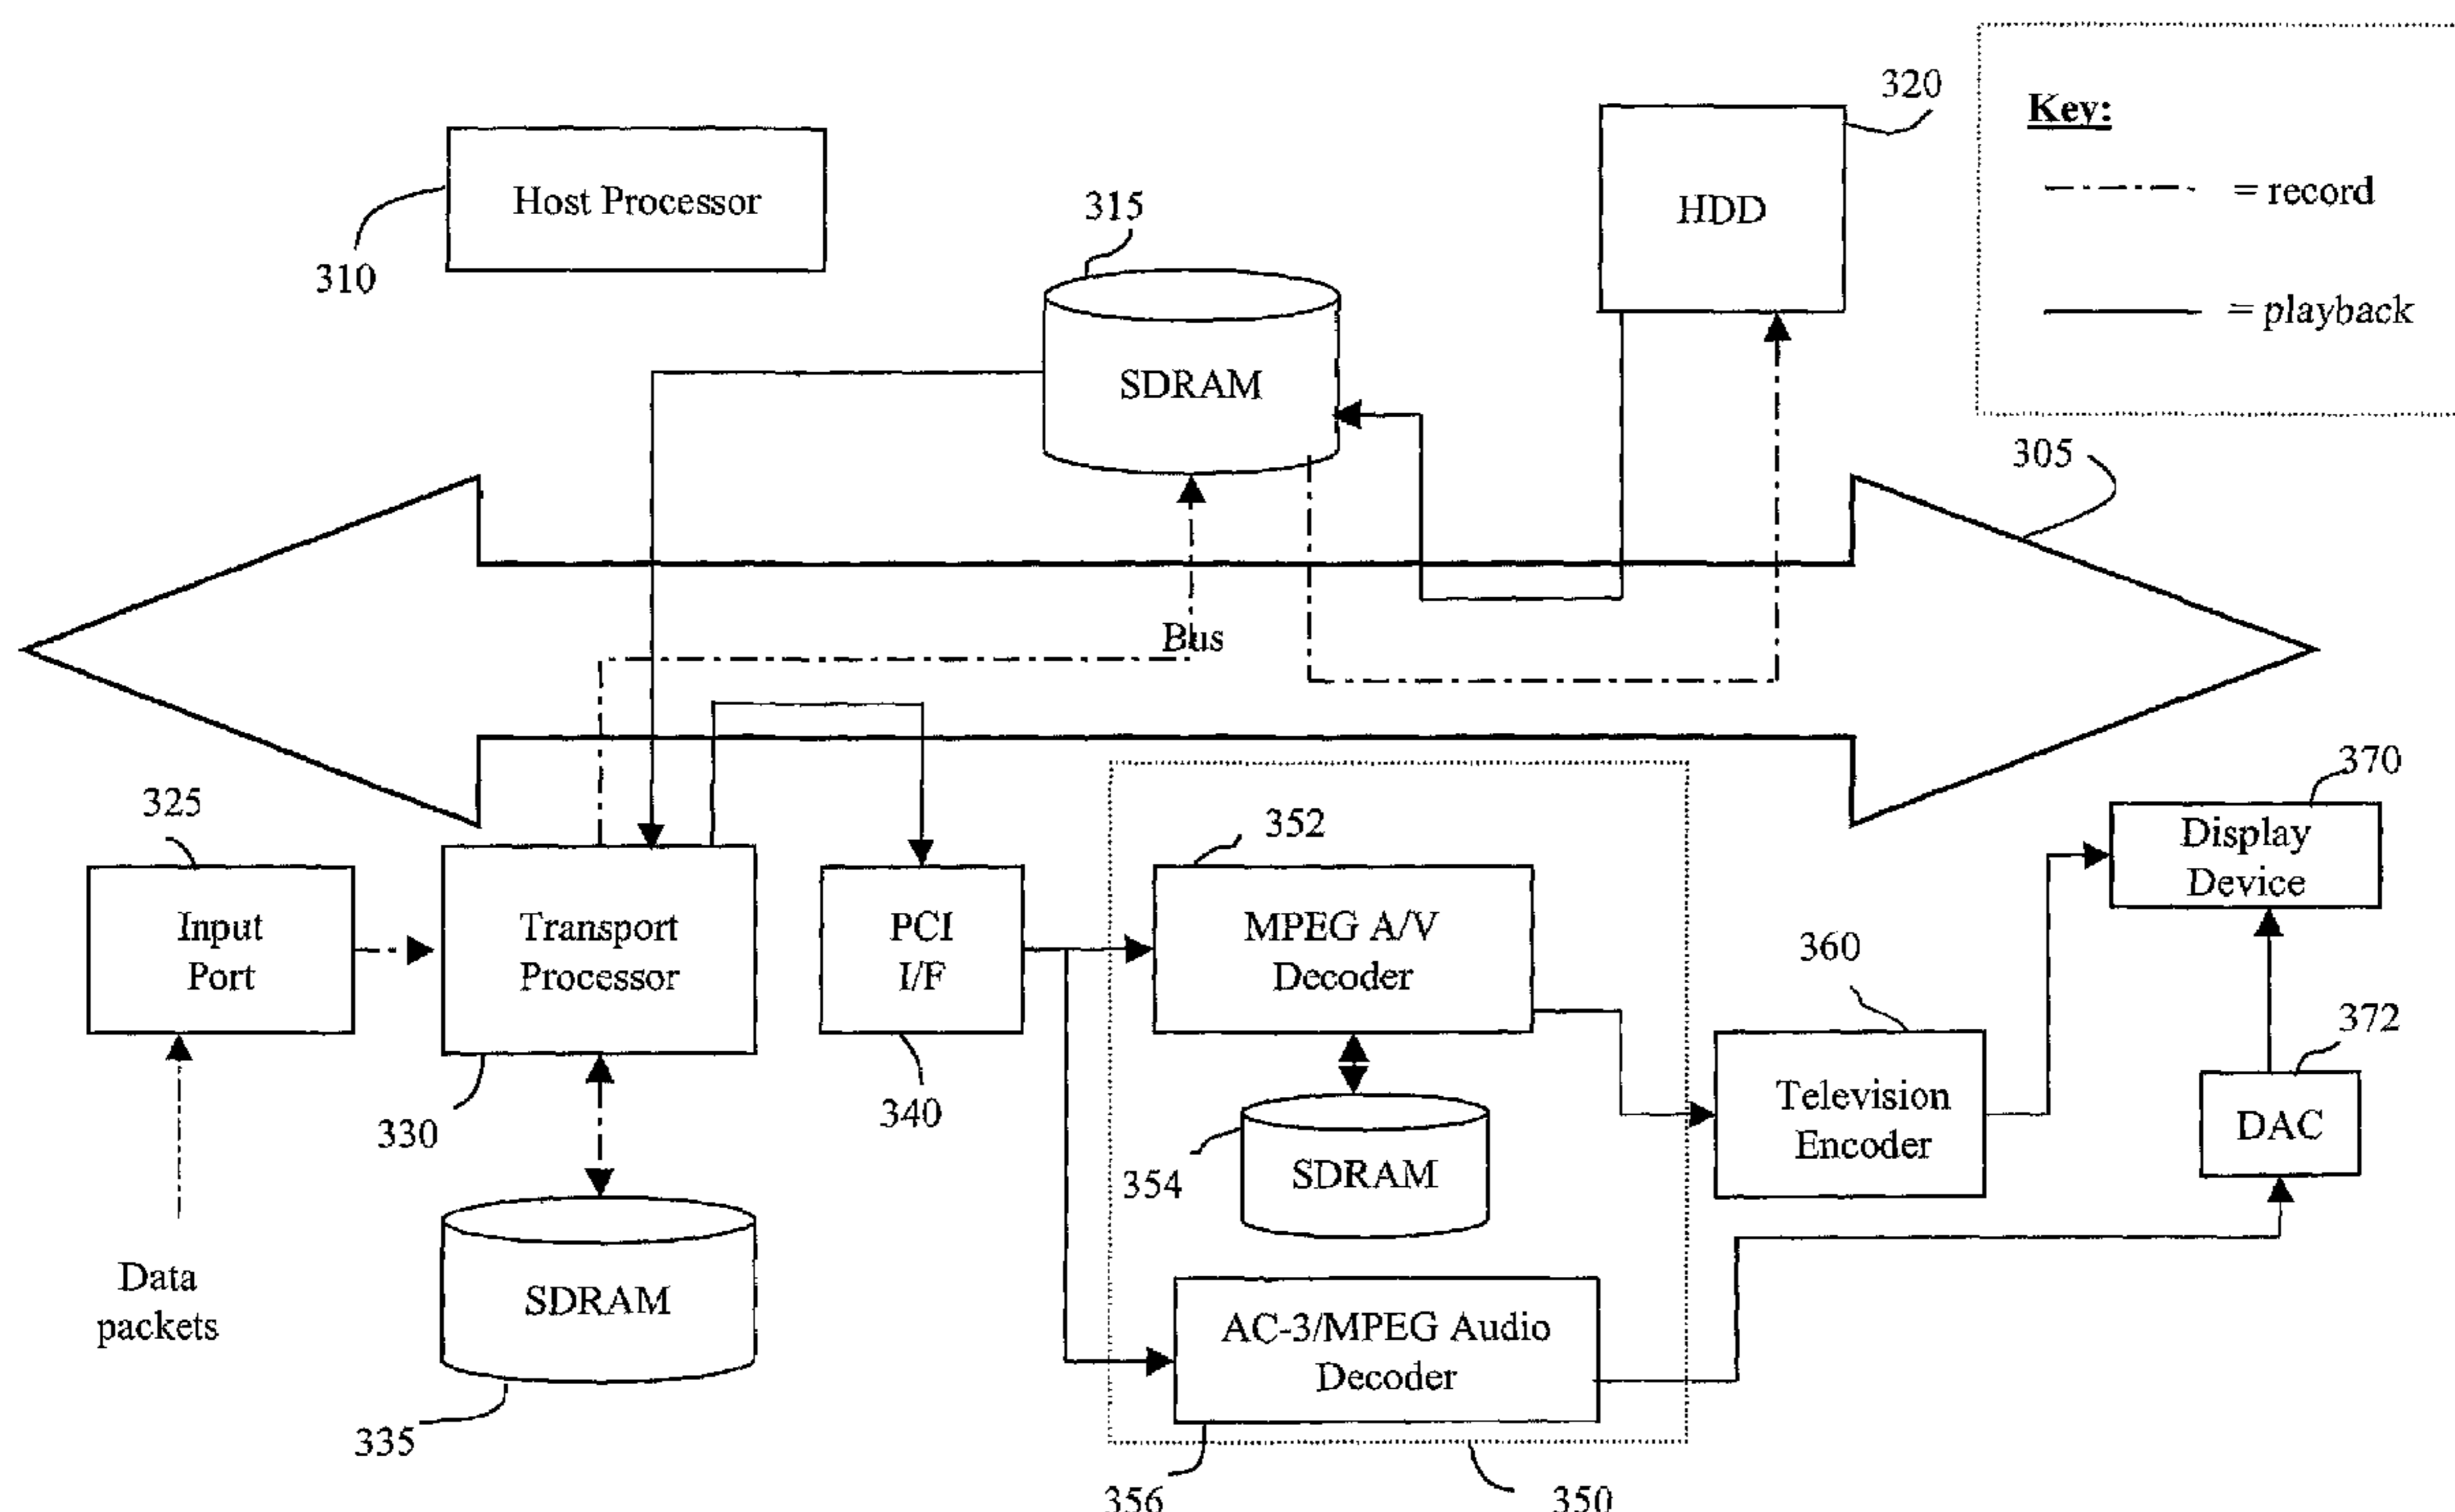 320
Key:
= record
= playback
Host Processor
310
315
SDRAM
HDD
305
Bus
325
Input
Port
Transport
Processor
330
PCI
I/F
340
352
MPEG A/V
Decoder
354
SDRAM
AC-3/MPEG Audio
Decoder
356
350
360
Television
Encoder
370
Display
Device
372
DAC
Data
packets
SDRAM
335